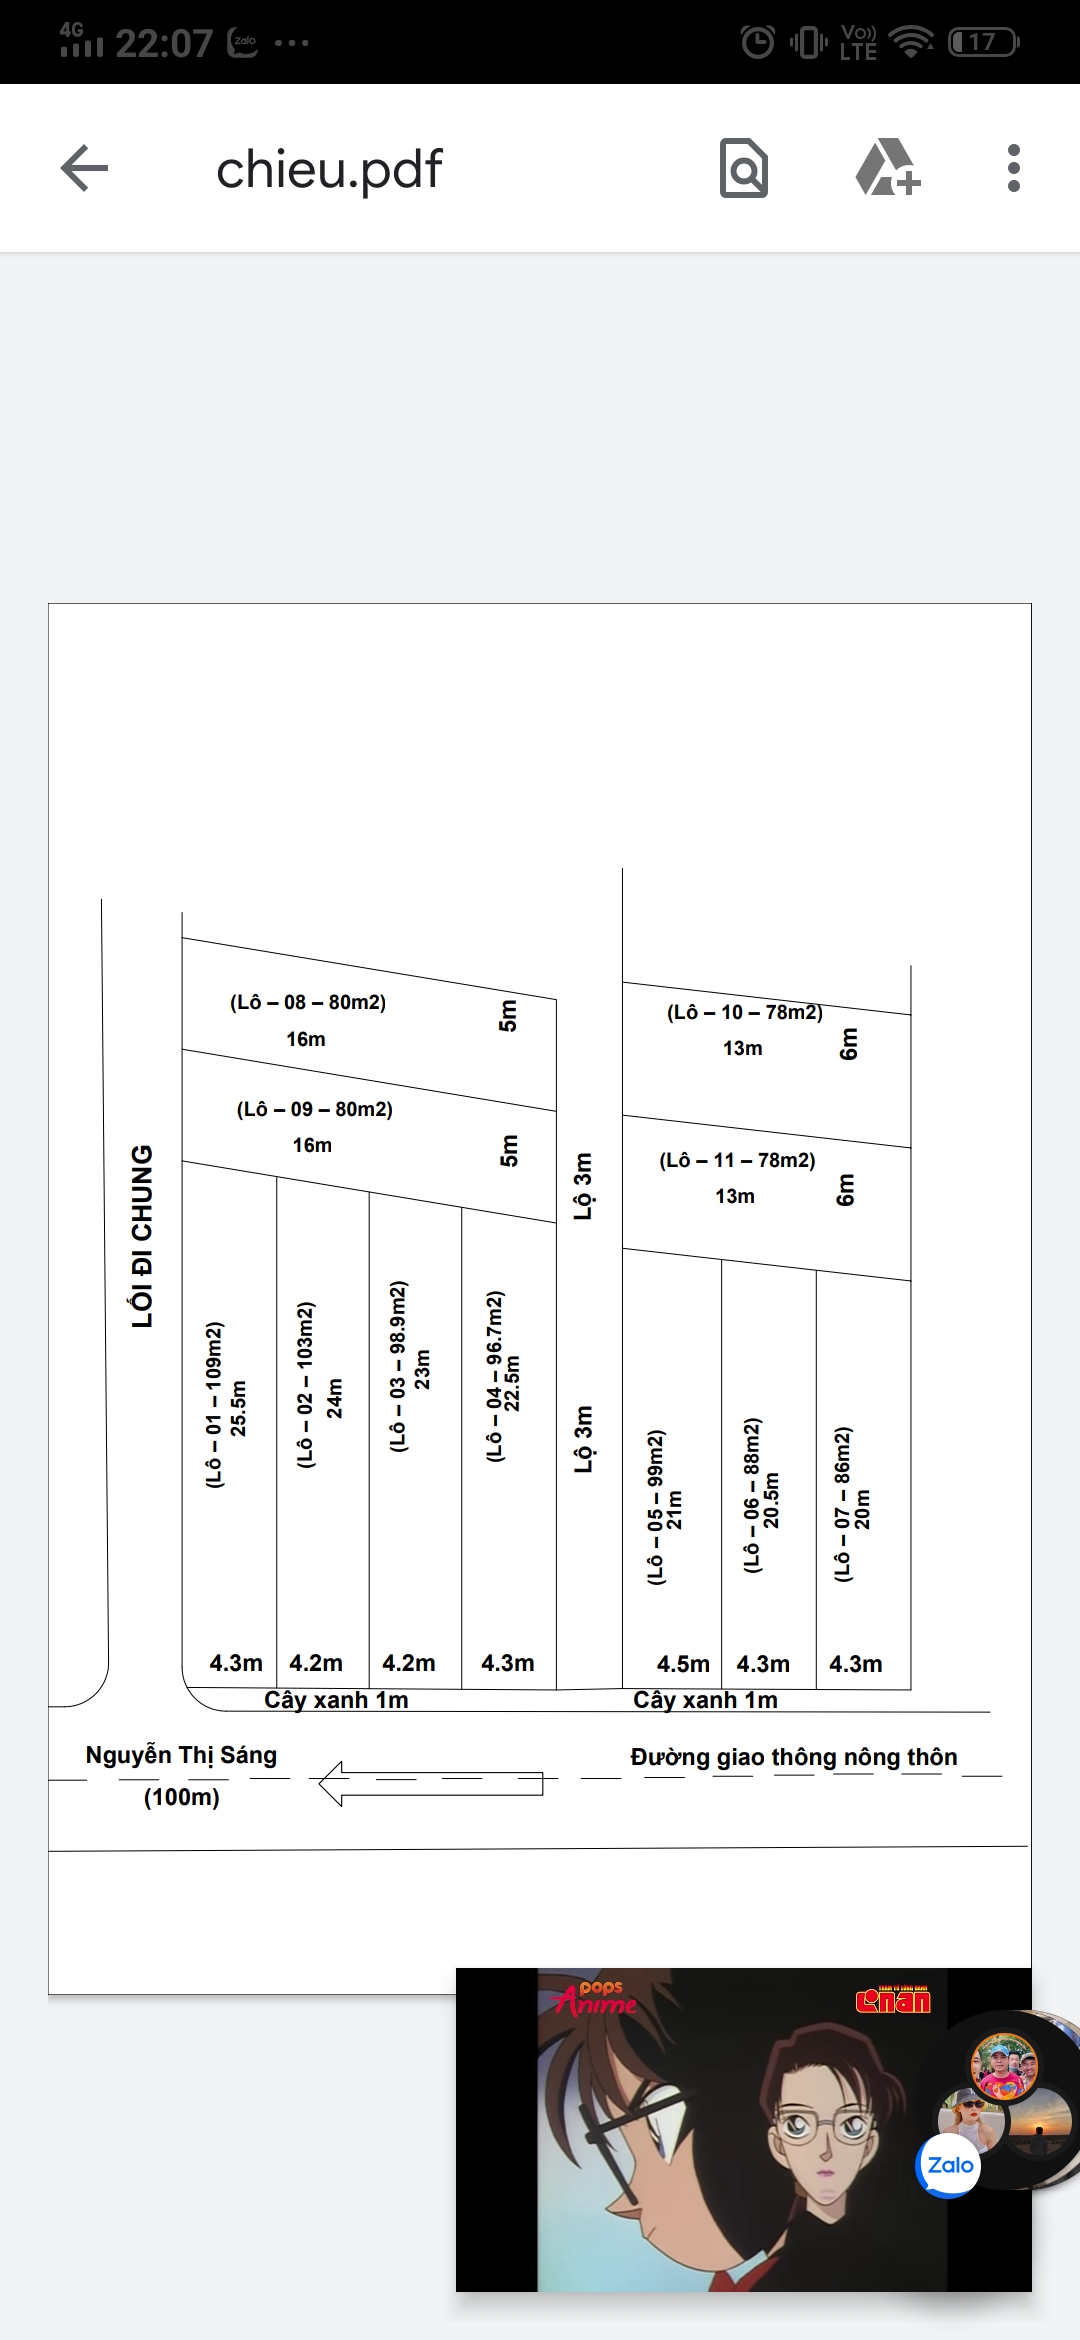 4G
22:07
Zalo
Vo))
LTE
17
chieu.pdf
(Lô – 08 – 80m2)
16m
5m
(Lô – 10 – 78m2)
13m
6m
(Lô – 09 – 80m2)
16m
5m
(Lô – 11 – 78m2)
13m
6m
LỐI ĐI CHUNG
Lộ 3m
Lộ 3m
(Lô – 01 – 109m2)
25.5m
(Lô – 02 – 103m2)
24m
(Lô – 03 – 98.9m2)
23m
(Lô – 04 – 96.7m2)
22.5m
(Lô – 05 – 99m2)
21m
(Lô – 06 – 88m2)
20.5m
(Lô – 07 – 86m2)
20m
4.3m 4.2m 4.2m 4.3m 4.5m 4.3m 4.3m
Cây xanh 1m Cây xanh 1m
Nguyễn Thị Sáng
(100m)
Đường giao thông nông thôn
pops
Anime
THÁM TỬ LỪNG DANH
Conan
Zalo